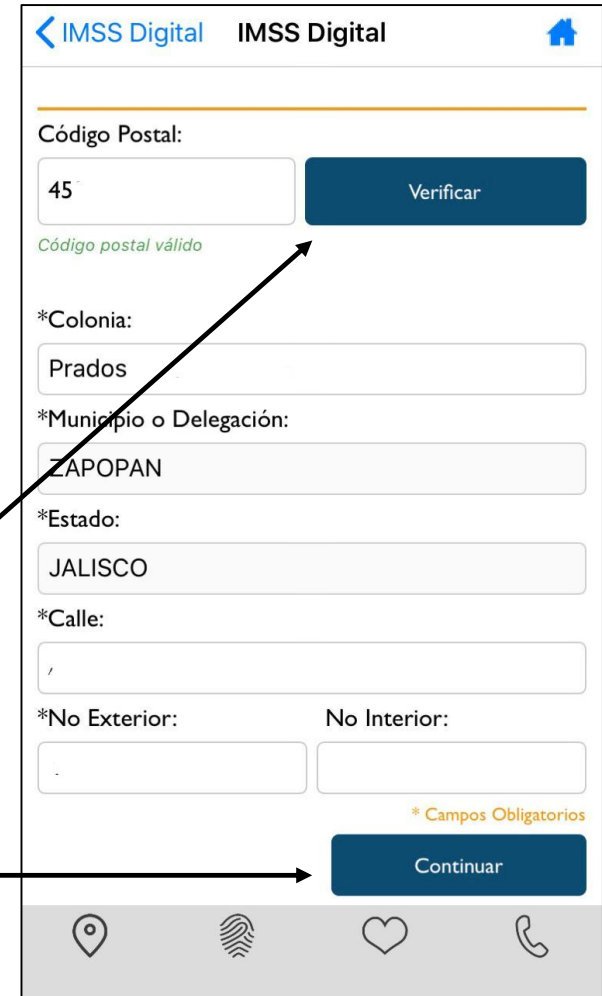 IMSS Digital IMSS Digital
Código Postal:
45 Verificar
Código postal válido
*Colonia:
Prados
*Municipio o Delegación:
ZAPOPAN
*Estado:
JALISCO
*Calle:
*No Exterior: No Interior:
* Campos Obligatorios
Continuar